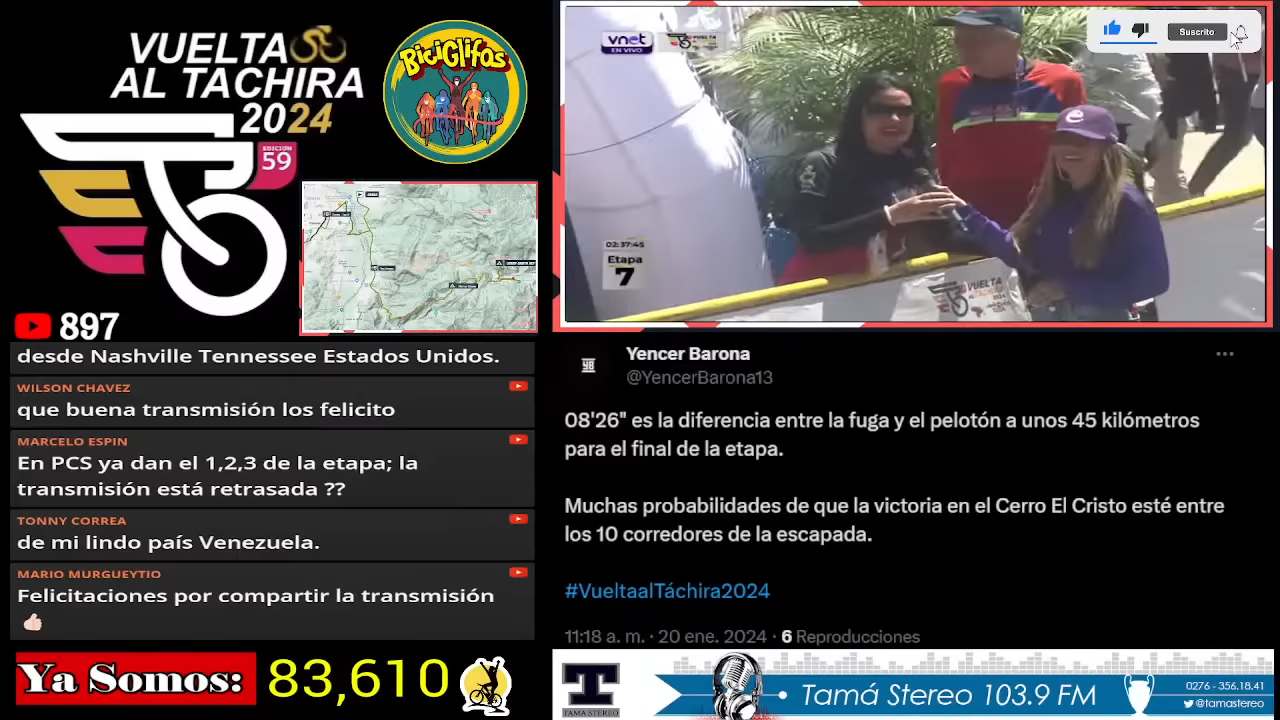 VUELTA
AL TACHIRA
2024
EDICIÓN
59
BiciGlifos
897
desde Nashville Tennessee Estados Unidos.
WILSON CHAVEZ
que buena transmisión los felicito
MARCELO ESPIN
En PCS ya dan el 1,2,3 de la etapa; la
transmisión está retrasada ??
TONNY CORREA
de mi lindo país Venezuela.
MARIO MURGUEYTIO
Felicitaciones por compartir la transmisión
👍🏻
Ya Somos: 83,610
vnet
EN VIVO
Suscrito
02:37:45
Etapa
7
VUELTA
Yencer Barona
@YencerBarona13
08'26" es la diferencia entre la fuga y el pelotón a unos 45 kilómetros
para el final de la etapa.
Muchas probabilidades de que la victoria en el Cerro El Cristo esté entre
los 10 corredores de la escapada.
#VueltaalTáchira2024
11:18 a. m. · 20 ene. 2024 · 6 Reproducciones
TAMA STEREO
Tamá Stereo 103.9 FM
0276 - 356.18.41
@tamastereo